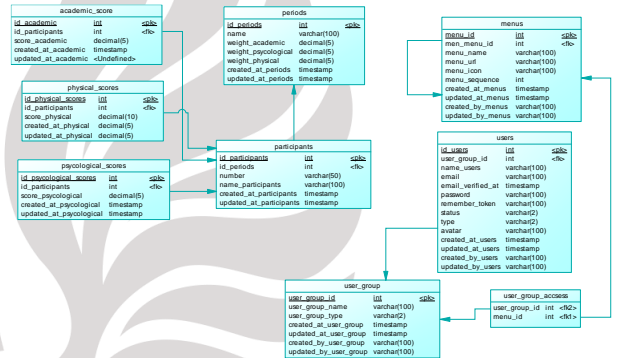 academic_score
id_academic int <pk>
id_participants int <fk>
score_academic decimal(5)
created_at_academic timestamp
updated_at_academic <Undefined>
physical_scores
id_physical_scores int <pk>
id_participants int <fk>
score_physical decimal(10)
created_at_physical decimal(5)
updated_at_physical decimal(5)
psycological_scores
id_psycological_scores int <pk>
id_participants int <fk>
score_psycological decimal(5)
created_at_psycological timestamp
updated_at_psycological timestamp
periods
id_periods int <pk>
name varchar(100)
weight_academic decimal(5)
weight_psycological decimal(5)
weight_physical decimal(5)
created_at_periods timestamp
updated_at_periods timestamp
participants
id_participants int <pk>
id_periods int <fk>
number varchar(50)
name_participants varchar(100)
created_at_participants timestamp
updated_at_participants timestamp
menus
menu_id int <pk>
men_menu_id int <fk>
menu_name varchar(100)
menu_url varchar(100)
menu_icon varchar(100)
menu_sequence int
created_at_menus timestamp
updated_at_menus timestamp
created_by_menus varchar(100)
updated_by_menus varchar(100)
users
id_users int <pk>
user_group_id int <fk>
name_users varchar(100)
email varchar(100)
email_verified_at timestamp
password varchar(100)
remember_token varchar(100)
status varchar(2)
type varchar(2)
avatar varchar(100)
created_at_users timestamp
updated_at_users timestamp
created_by_users varchar(100)
updated_by_users varchar(100)
user_group
user_group_id int <pk>
user_group_name varchar(100)
user_group_type varchar(2)
created_at_user_group timestamp
updated_at_user_group timestamp
created_by_user_group varchar(100)
updated_by_user_group varchar(100)
user_group_accsess
user_group_id int <fk2>
menu_id int <fk1>